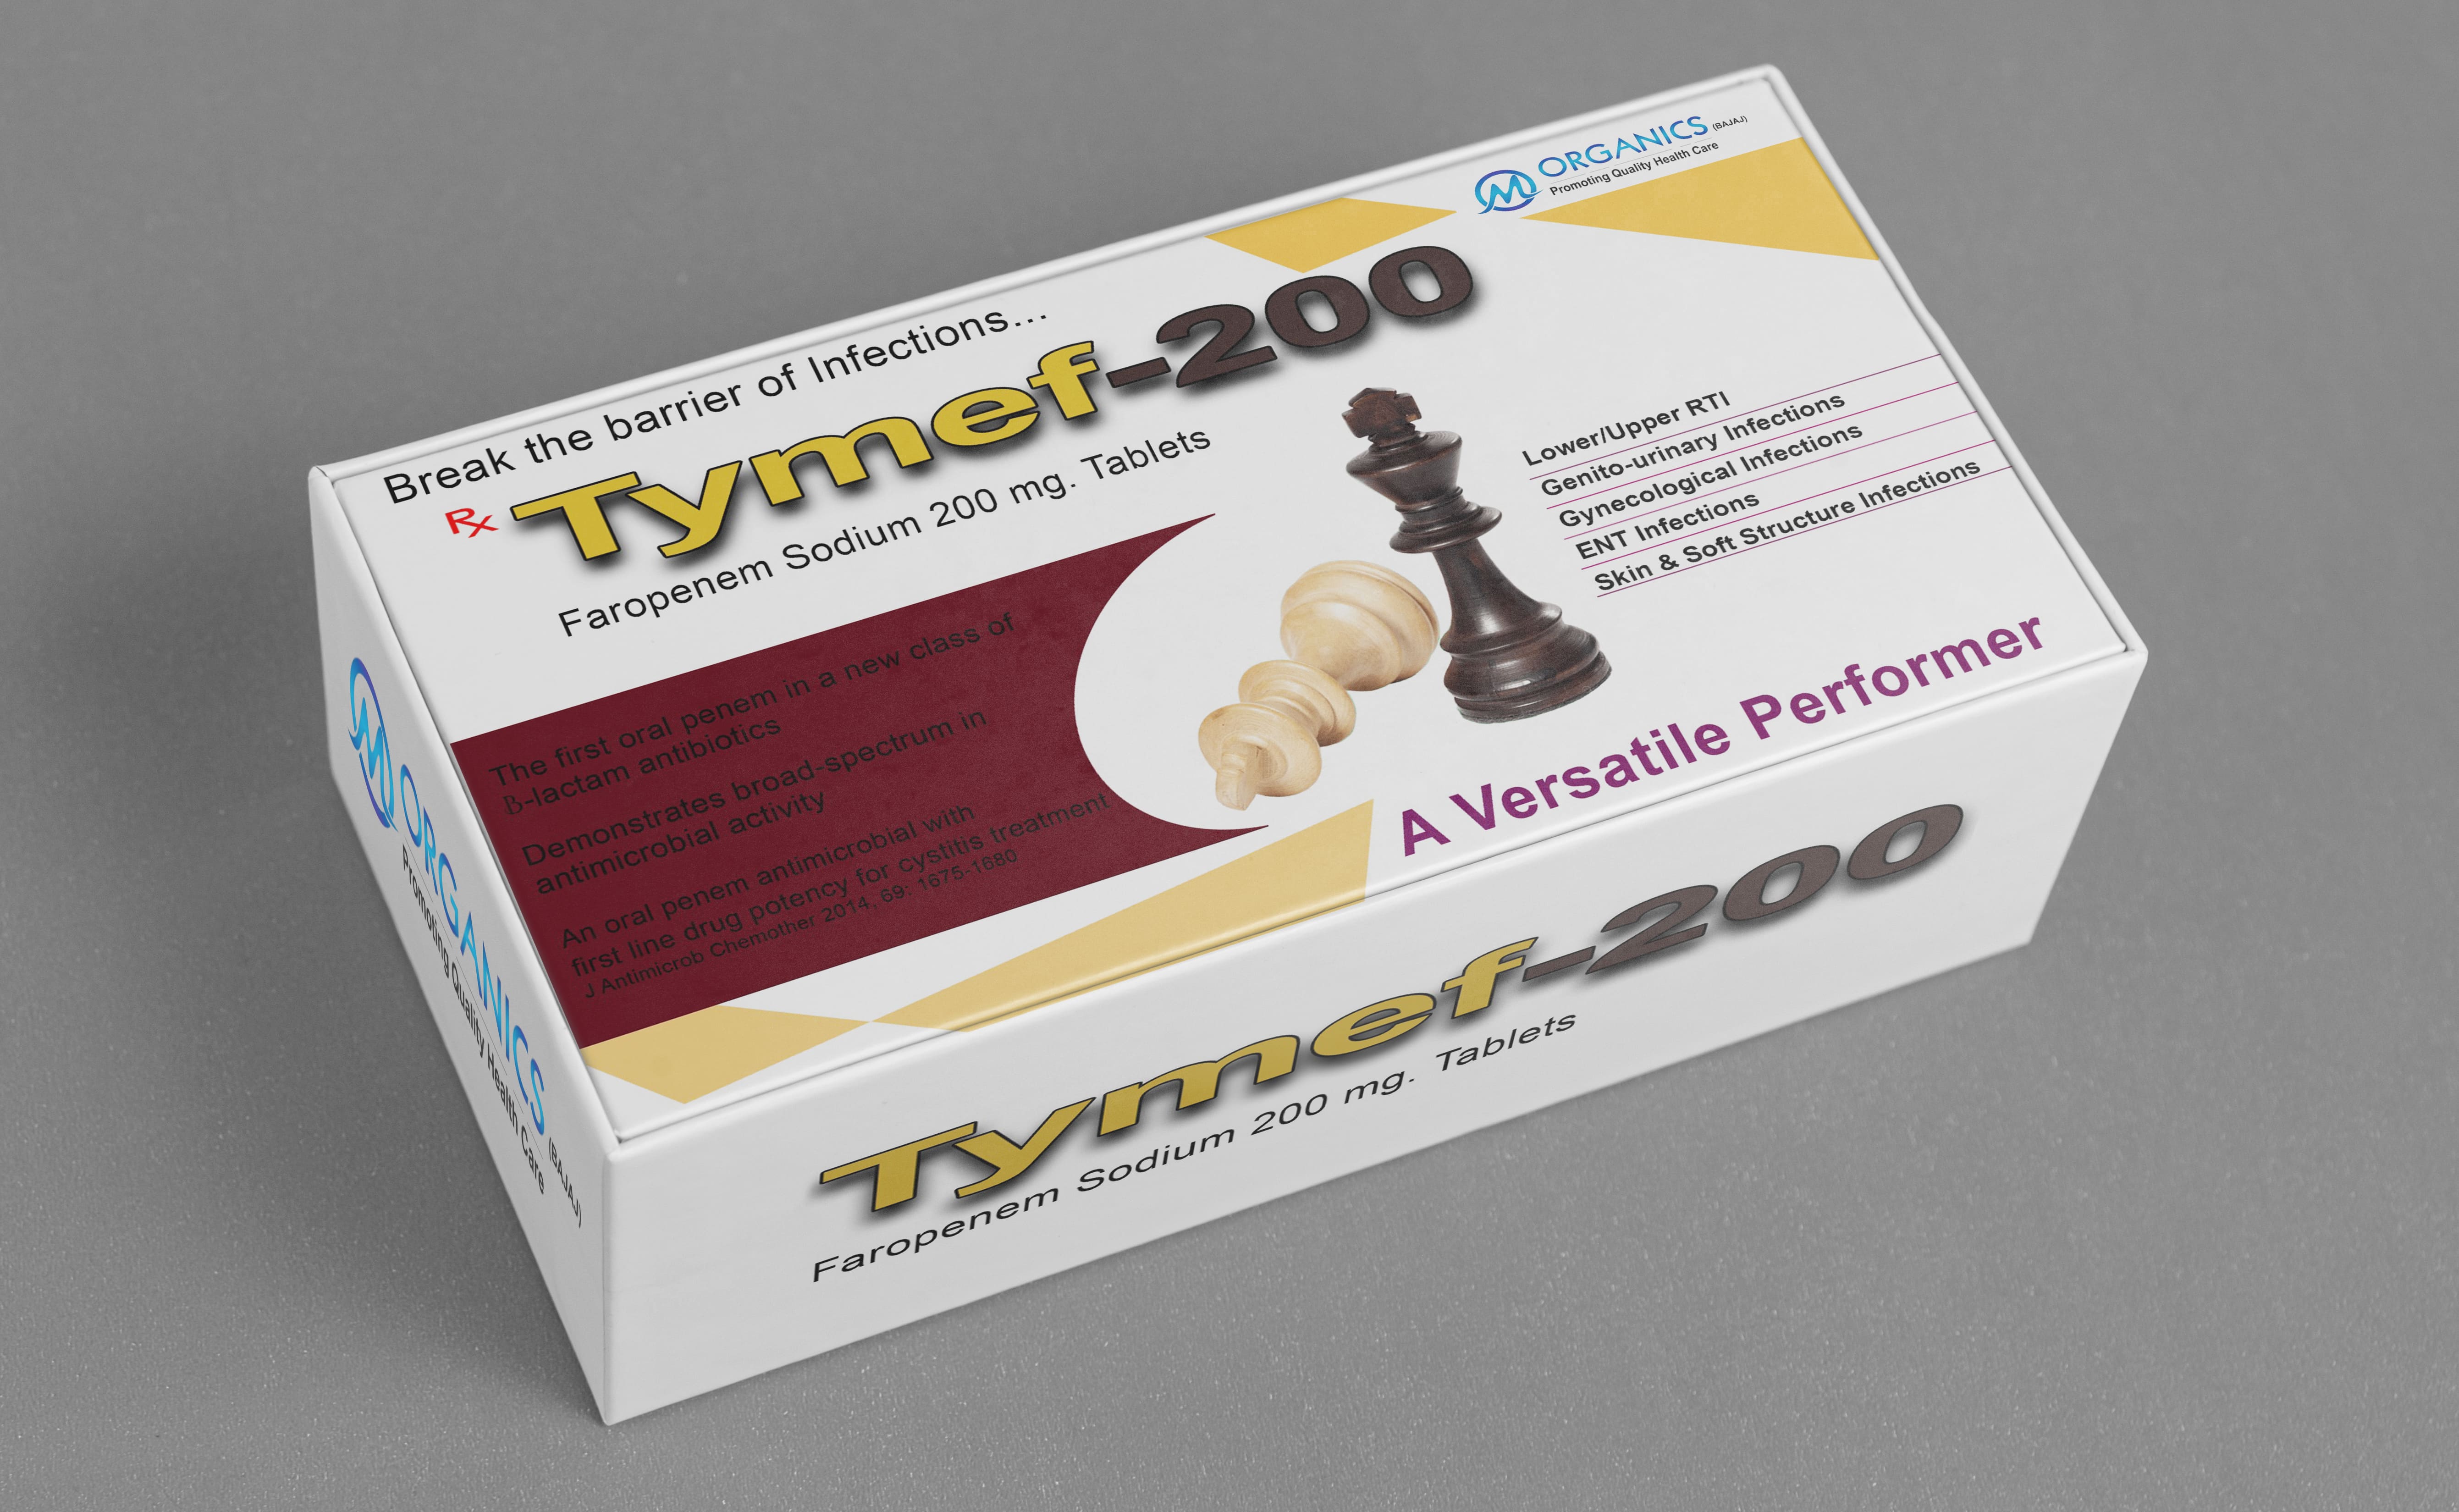 ORGANICS (BAJAJ)
Promoting Quality Health Care
Break the barrier of Infections...
Rx Tymef-200
Faropenem Sodium 200 mg. Tablets
Lower/Upper RTI
Genito-urinary Infections
Gynecological Infections
ENT Infections
Skin & Soft Structure Infections
The first oral penem in a new class of
B-lactam antibiotics
Demonstrates broad-spectrum in
antimicrobial activity
An oral penem antimicrobial with
first line drug potency for cystitis treatment
J Antimicrob Chemother 2014, 69: 1675-1680
A Versatile Performer
Tymef-200
Faropenem Sodium 200 mg. Tablets
ORGANICS (BAJAJ)
Promoting Quality Health Care